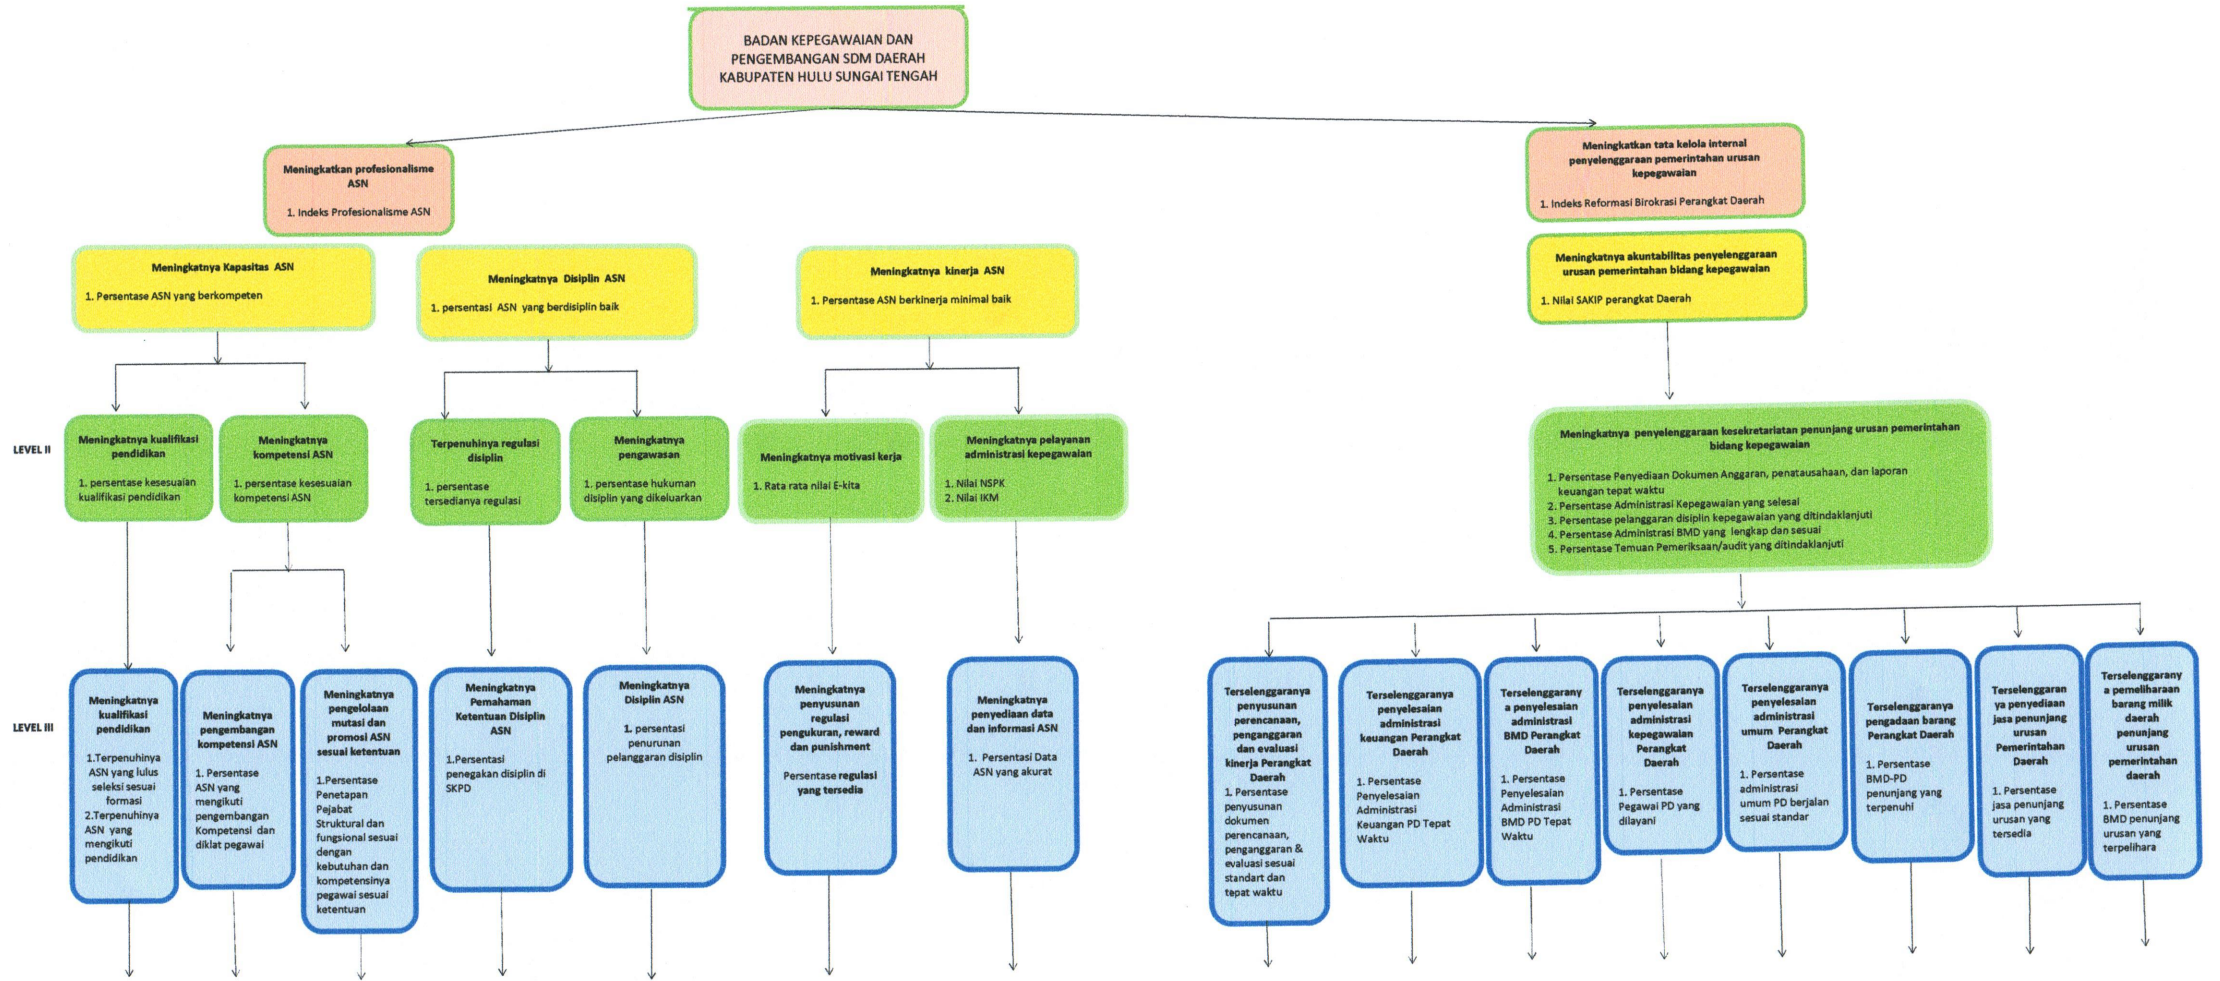 BADAN KEPEGAWAIAN DAN
PENGEMBANGAN SDM DAERAH
KABUPATEN HULU SUNGAI TENGAH
Meningkatkan profesionalisme
ASN
1. Indeks Profesionalisme ASN
Meningkatkan tata kelola internal
penyelenggaraan pemerintahan urusan
kepegawaian
1. Indeks Reformasi Birokrasi Perangkat Daerah
Meningkatnya Kapasitas ASN
1. Persentase ASN yang berkompeten
Meningkatnya Disiplin ASN
1. persentasi ASN yang berdisiplin baik
Meningkatnya kinerja ASN
1. Persentase ASN berkinerja minimal baik
Meningkatnya akuntabilitas penyelenggaraan
urusan pemerintahan bidang kepegawaian
1. Nilai SAKIP perangkat Daerah
LEVEL II
Meningkatnya kualifikasi
pendidikan
1. persentase kesesuaian
kualifikasi pendidikan
Meningkatnya
kompetensi ASN
1. persentase kesesuaian
kompetensi ASN
Terpenuhinya regulasi
disiplin
1. persentase
tersedianya regulasi
Meningkatnya
pengawasan
1. persentase hukuman
disiplin yang dikeluarkan
Meningkatnya motivasi kerja
1. Rata rata nilai E-kita
Meningkatnya pelayanan
administrasi kepegawaian
1. Nilai NSPK
2. Nilai IKM
Meningkatnya penyelenggaraan kesekretariatan penunjang urusan pemerintahan
bidang kepegawaian
1. Persentase Penyediaan Dokumen Anggaran, penatausahaan, dan laporan
keuangan tepat waktu
2. Persentase Administrasi Kepegawaian yang selesai
3. Persentase pelanggaran disiplin kepegawaian yang ditindaklanjuti
4. Persentase Administrasi BMD yang lengkap dan sesuai
5. Persentase Temuan Pemeriksaan/audit yang ditindaklanjuti
LEVEL III
Meningkatnya
kualifikasi
pendidikan
1.Terpenuhinya
ASN yang lulus
seleksi sesuai
formasi
2.Terpenuhinya
ASN yang
mengikuti
pendidikan
Meningkatnya
pengembangan
kompetensi ASN
1. Persentase
ASN yang
mengikuti
pengembangan
Kompetensi dan
diklat pegawai
Meningkatnya
pengelolaan
mutasi dan
promosi ASN
sesuai ketentuan
1.Persentase
Penetapan
Pejabat
Struktural dan
fungsional sesuai
dengan
kebutuhan dan
kompetensinya
pegawai sesuai
ketentuan
Meningkatnya
Pemahaman
Ketentuan Disiplin
ASN
1.Persentasi
penegakan disiplin di
SKPD
Meningkatnya
Disiplin ASN
1. persentasi
penurunan
pelanggaran disiplin
Meningkatnya
penyusunan
regulasi
pengukuran, reward
dan punishment
Persentase regulasi
yang tersedia
Meningkatnya
penyediaan data
dan informasi ASN
1. Persentasi Data
ASN yang akurat
Terselenggaranya
penyusunan
perencanaan,
penganggaran
dan evaluasi
kinerja Perangkat
Daerah
1. Persentase
penyusunan
dokumen
perencanaan,
penganggaran &
evaluasi sesuai
standart dan
tepat waktu
Terselenggaranya
penyelesaian
administrasi
keuangan Perangkat
Daerah
1. Persentase
Penyelesaian
Administrasi
Keuangan PD Tepat
Waktu
Terselenggarany
a penyelesaian
administrasi
BMD Perangkat
Daerah
1. Persentase
Penyelesaian
Administrasi
BMD PD Tepat
Waktu
Terselenggaranya
penyelesaian
administrasi
kepegawaian
Perangkat
Daerah
1. Persentase
Pegawai PD yang
dilayani
Terselenggaranya
penyelesaian
administrasi
umum Perangkat
Daerah
1. Persentase
administrasi
umum PD berjalan
sesuai standar
Terselenggaranya
pengadaan barang
Perangkat Daerah
1. Persentase
BMD-PD
penunjang yang
terpenuhi
Terselenggaran
ya penyediaan
jasa penunjang
urusan
Pemerintahan
Daerah
1. Persentase
jasa penunjang
urusan yang
tersedia
Terselenggarany
a pemeliharaan
barang milik
daerah
penunjang
urusan
pemerintahan
daerah
1. Persentase
BMD penunjang
urusan yang
terpelihara